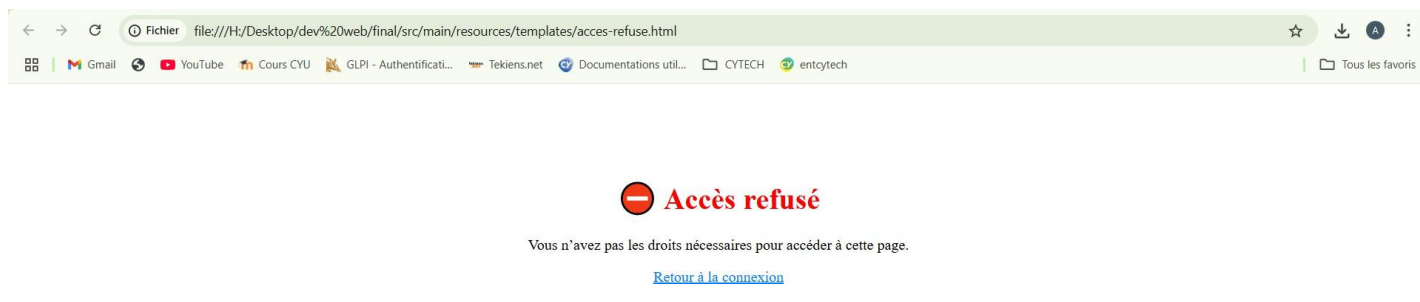 Fichier file:///H:/Desktop/dev%20web/final/src/main/resources/templates/acces-refuse.html A
Gmail YouTube Cours CYU GLPI - Authentificati... Tekiens.net Documentations util... CYTECH entcytech Tous les favoris
Accès refusé
Vous n’avez pas les droits nécessaires pour accéder à cette page.
Retour à la connexion